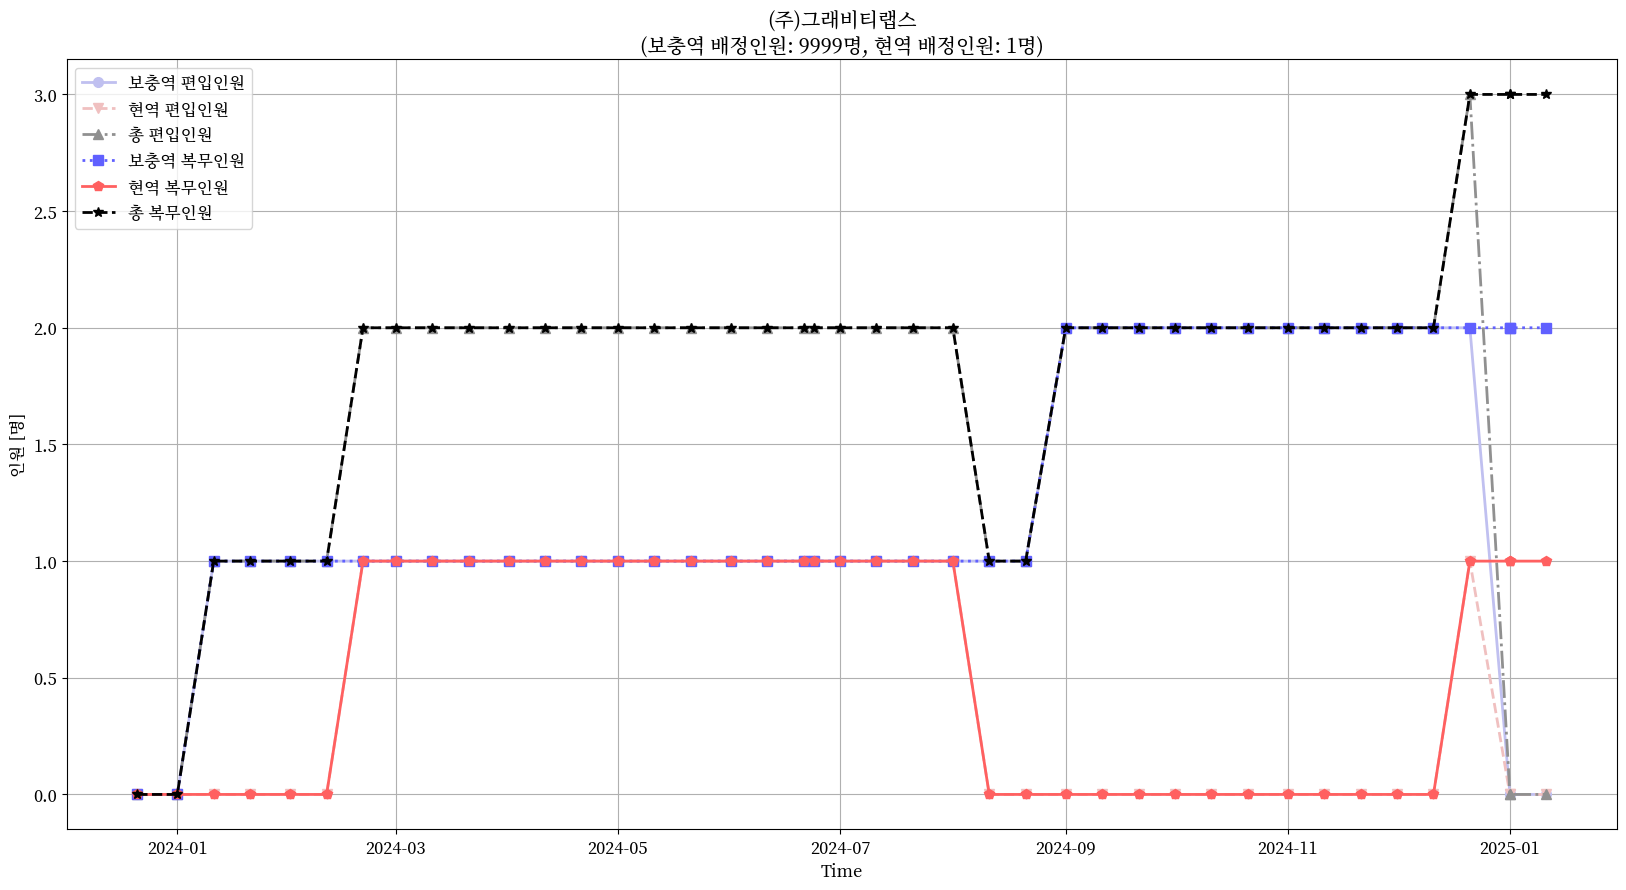 (주)그래비티랩스
(보충역 배정인원: 9999명, 현역 배정인원: 1명)
보충역 편입인원
현역 편입인원
총 편입인원
보충역 복무인원
현역 복무인원
총 복무인원
인원 [명]
3.0
2.5
2.0
1.5
1.0
0.5
0.0
2024-01
2024-03
2024-05
2024-07
2024-09
2024-11
2025-01
Time